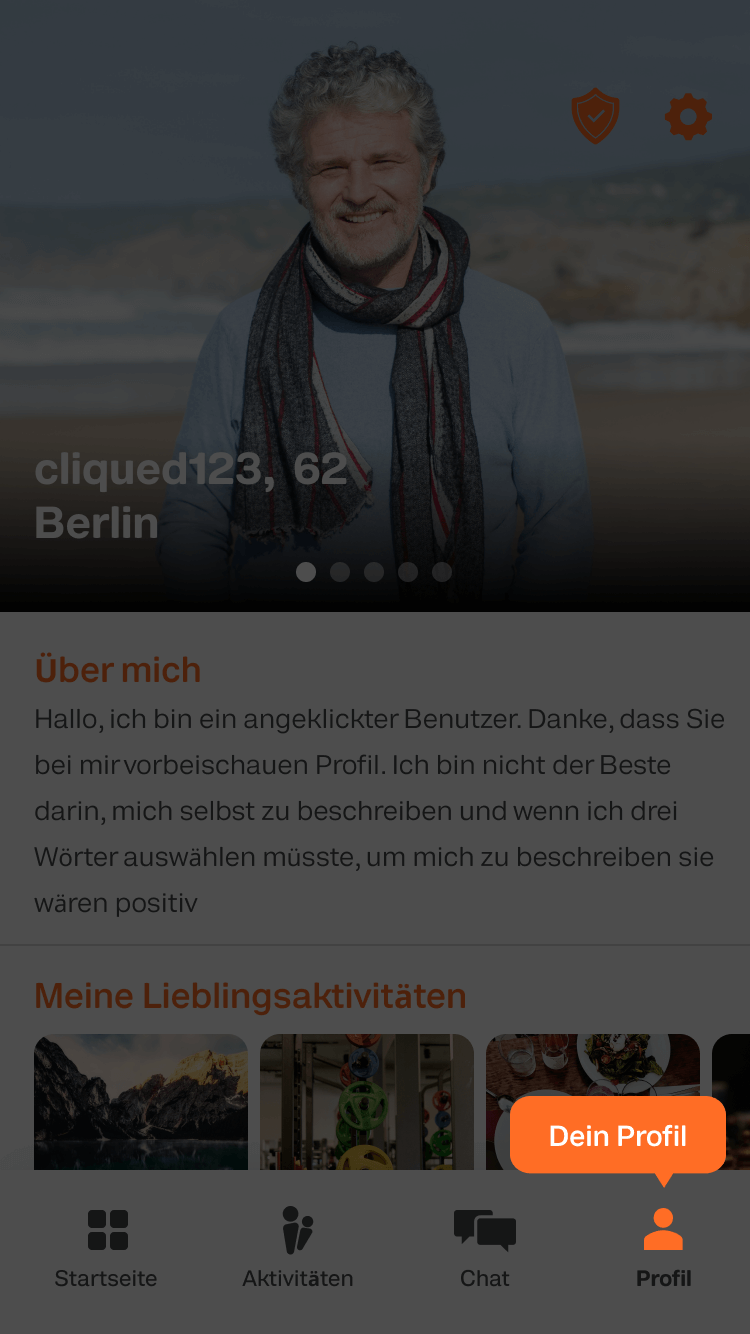 cliqued123, 62
Berlin
Über mich
Hallo, ich bin ein angeklickter Benutzer. Danke, dass Sie
bei mir vorbeischauen Profil. Ich bin nicht der Beste
darin, mich selbst zu beschreiben und wenn ich drei
Wörter auswählen müsste, um mich zu beschreiben sie
wären positiv
Meine Lieblingsaktivitäten
Dein Profil
Startseite
Aktivitäten
Chat
Profil